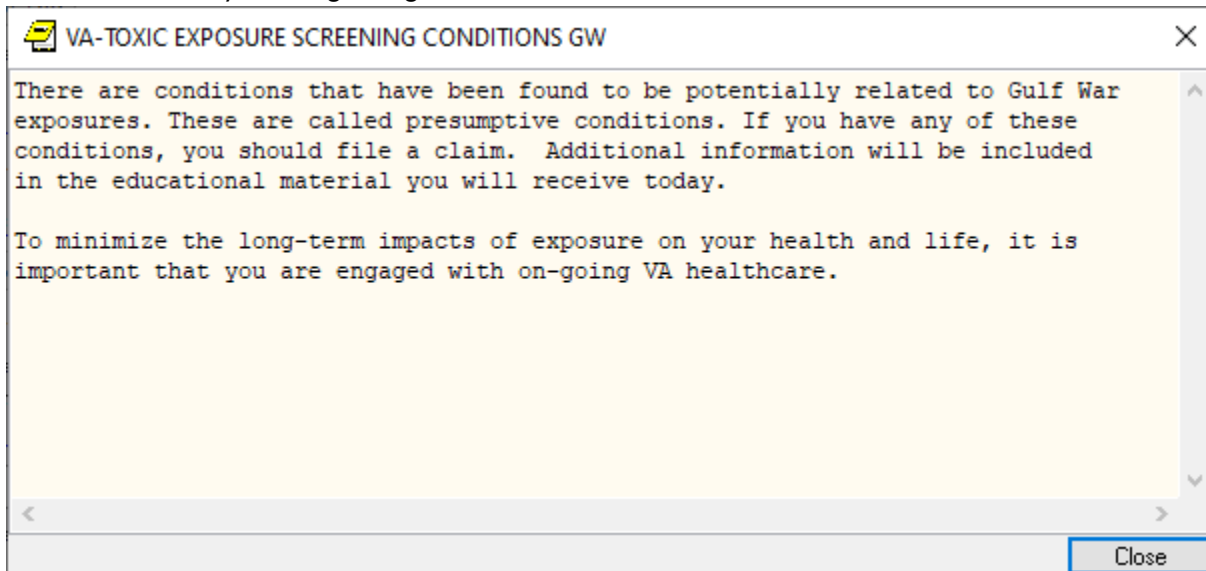 VA-TOXIC EXPOSURE SCREENING CONDITIONS GW
There are conditions that have been found to be potentially related to Gulf War
exposures. These are called presumptive conditions. If you have any of these
conditions, you should file a claim.  Additional information will be included
in the educational material you will receive today.
To minimize the long-term impacts of exposure on your health and life, it is
important that you are engaged with on-going VA healthcare.
Close